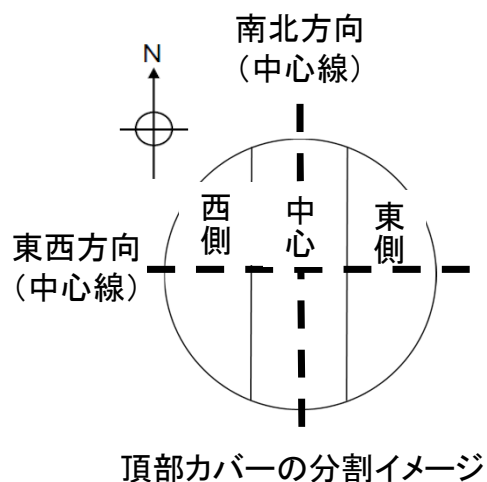 南北方向
（中心線）
N
西側
中心
東側
東西方向
（中心線）
頂部カバーの分割イメージ